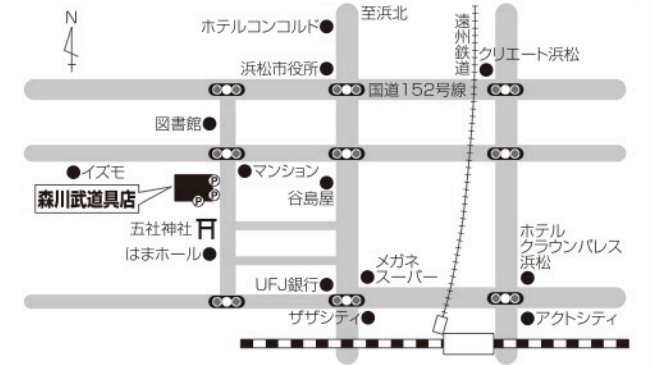 N
至浜北
ホテルコンコルド
遠州鉄道
クリエート浜松
浜松市役所
国道152号線
図書館
イズモ
マンション
森川武道具店
P
P
P
谷島屋
五社神社
はまホール
ホテル
クラウンパレス
浜松
メガネ
スーパー
UFJ銀行
ザザシティ
アクトシティ